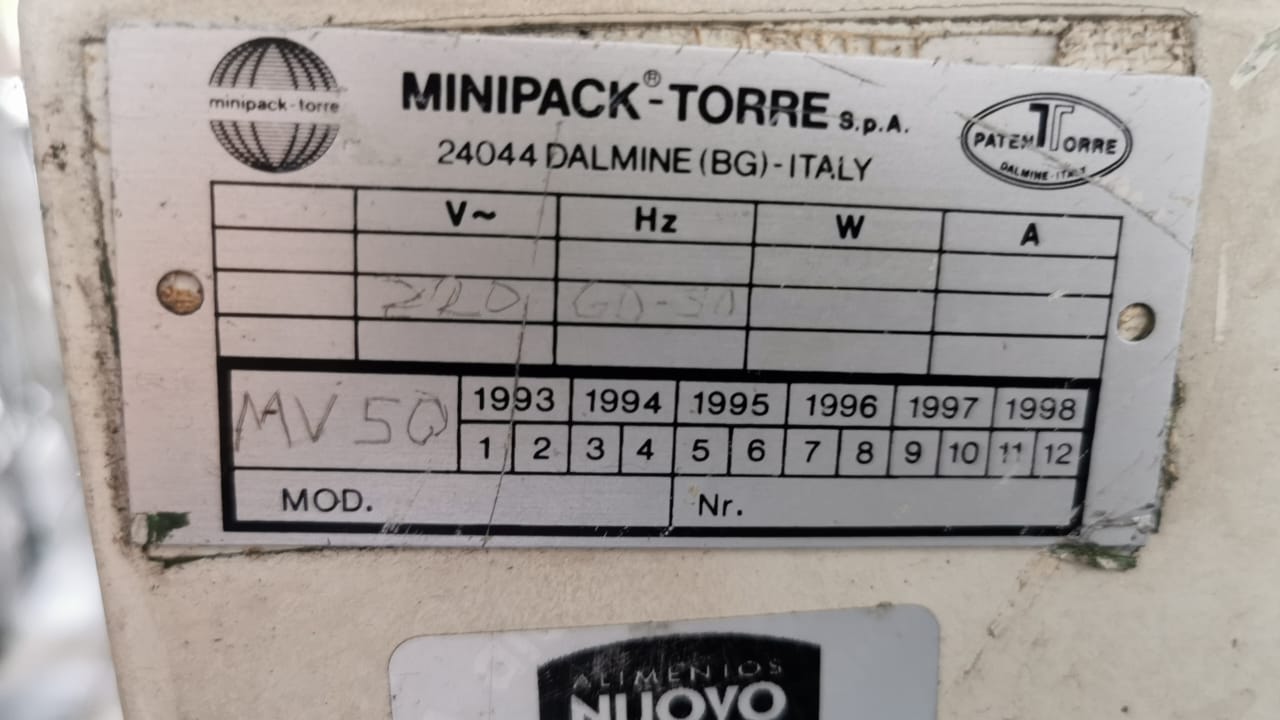 minipack-torre
MINIPACK®-TORRE S.p.A.
24044 DALMINE (BG) - ITALY
PATENT TORRE
DALMINE-ITALY
V~ Hz W A
220 60-50
MV 50
1993 1994 1995 1996 1997 1998
1 2 3 4 5 6 7 8 9 10 11 12
MOD. Nr.
ALIMENTOS
NUOVO